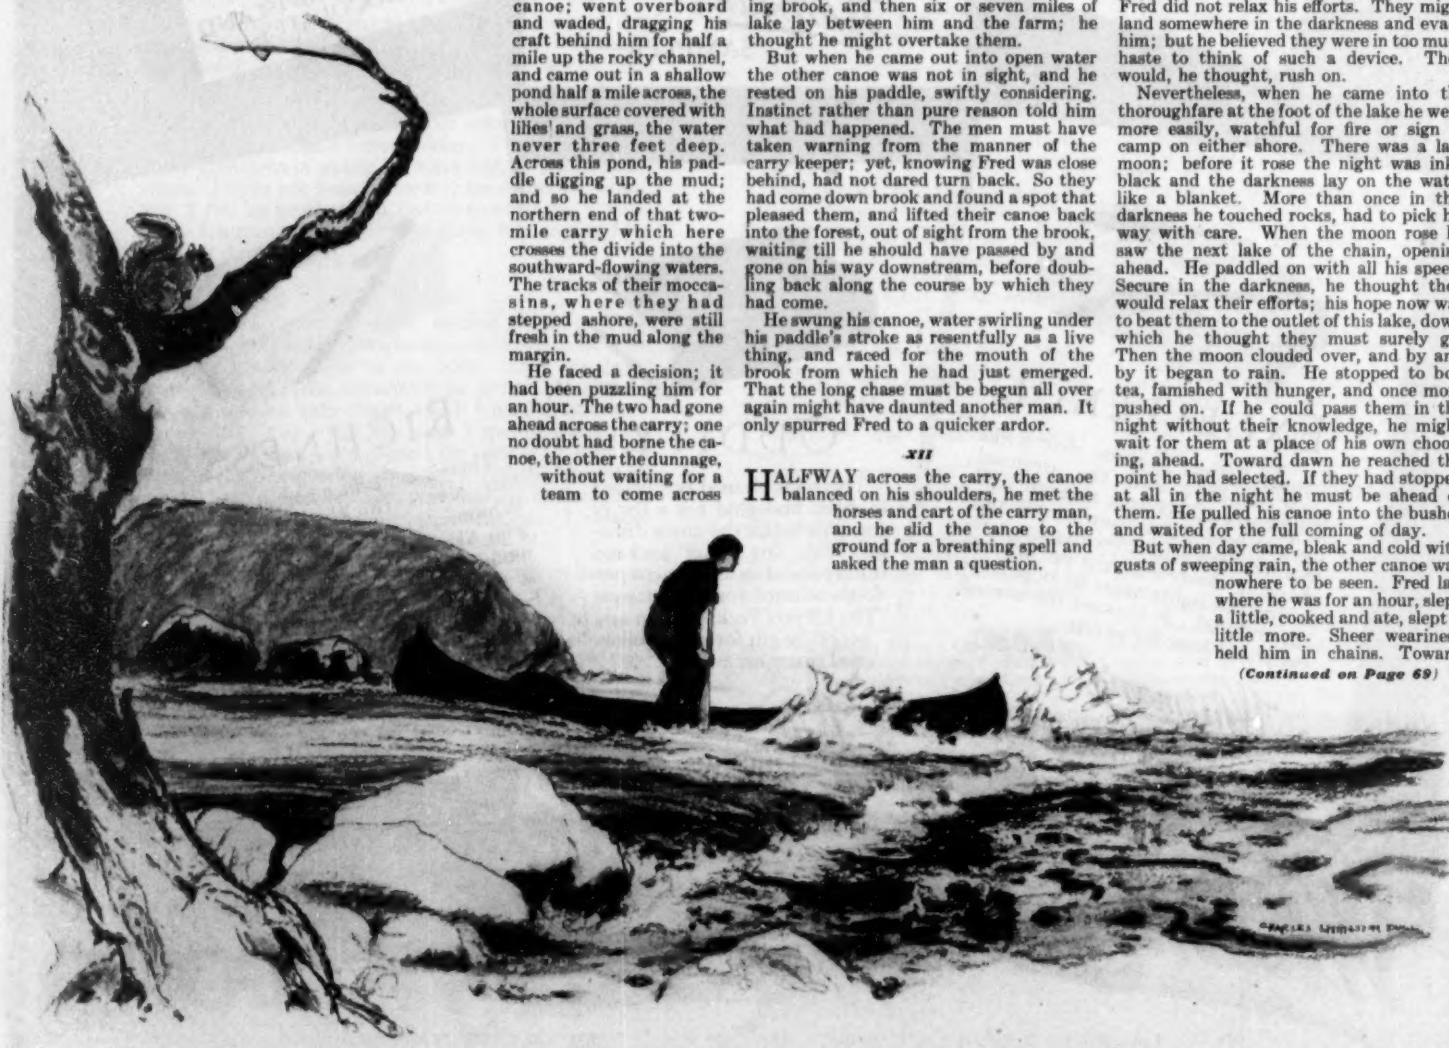 canoe; went overboard
and waded, dragging his
craft behind him for half a
mile up the rocky channel,
and came out in a shallow
pond half a mile across, the
whole surface covered with
lilies and grass, the water
never three feet deep.
Across this pond, his pad-
dle digging up the mud;
and so he landed at the
northern end of that two-
mile carry which here
crosses the divide into the
southward-flowing waters.
The tracks of their mocca-
sins, where they had
stepped ashore, were still
fresh in the mud along the
margin.
He faced a decision; it
had been puzzling him for
an hour. The two had gone
ahead across the carry; one
no doubt had borne the ca-
noe, the other the dunnage,
without waiting for a
team to come across
ing brook, and then six or seven miles of
lake lay between him and the farm; he
thought he might overtake them.
But when he came out into open water
the other canoe was not in sight, and he
rested on his paddle, swiftly considering.
Instinct rather than pure reason told him
what had happened. The men must have
taken warning from the manner of the
carry keeper; yet, knowing Fred was close
behind, had not dared turn back. So they
had come down brook and found a spot that
pleased them, and lifted their canoe back
into the forest, out of sight from the brook,
waiting till he should have passed by and
gone on his way downstream, before doub-
ling back along the course by which they
had come.
He swung his canoe, water swirling under
his paddle's stroke as resentfully as a live
thing, and raced for the mouth of the
brook from which he had just emerged.
That the long chase must be begun all over
again might have daunted another man. It
only spurred Fred to a quicker ardor.
XII
HALFWAY across the carry, the canoe
balanced on his shoulders, he met the
horses and cart of the carry man,
and he slid the canoe to the
ground for a breathing spell and
asked the man a question.
Fred did not relax his efforts. They mig
land somewhere in the darkness and eva
him; but he believed they were in too mu
haste to think of such a device. The
would, he thought, rush on.
Nevertheless, when he came into t
thoroughfare at the foot of the lake he we
more easily, watchful for fire or sign
camp on either shore. There was a la
moon; before it rose the night was ink
black and the darkness lay on the wat
like a blanket. More than once in th
darkness he touched rocks, had to pick h
way with care. When the moon rose h
saw the next lake of the chain, openin
ahead. He paddled on with all his spee
Secure in the darkness, he thought the
would relax their efforts; his hope now w
to beat them to the outlet of this lake, dow
which he thought they must surely g
Then the moon clouded over, and by an
by it began to rain. He stopped to bo
tea, famished with hunger, and once mo
pushed on. If he could pass them in th
night without their knowledge, he migh
wait for them at a place of his own choo
ing, ahead. Toward dawn he reached th
point he had selected. If they had stoppe
at all in the night he must be ahead o
them. He pulled his canoe into the bushe
and waited for the full coming of day.
But when day came, bleak and cold wit
gusts of sweeping rain, the other canoe wa
nowhere to be seen. Fred la
where he was for an hour, slep
a little, cooked and ate, slept
little more. Sheer wearine
held him in chains. Towar
(Continued on Page 69)
CHARLES LIVINGSTON